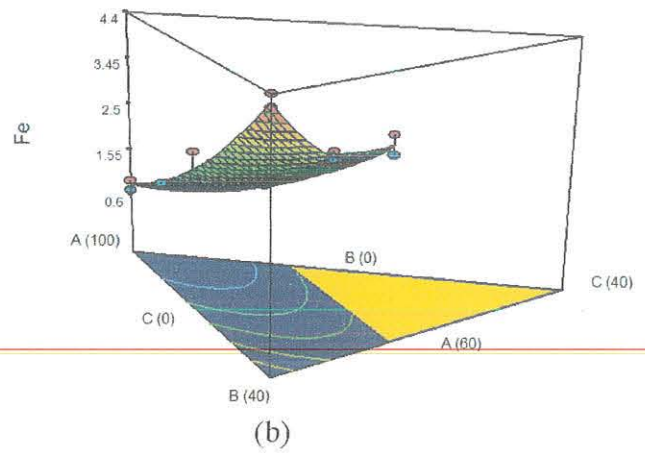 4.4
3.45
2.5
1.55
0.6
Fe
A (100)
B (0)
C (40)
C (0)
A (60)
B (40)
(b)